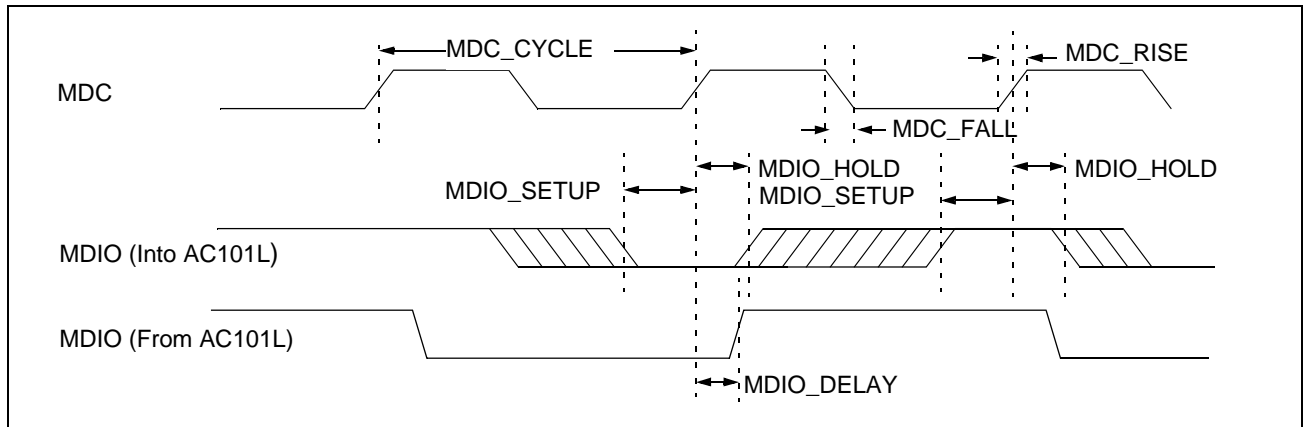 MDC_CYCLE
MDC_RISE
MDC
MDC_FALL
MDIO_HOLD
MDIO_HOLD
MDIO_SETUP
MDIO_SETUP
MDIO (Into AC101L)
MDIO (From AC101L)
MDIO_DELAY